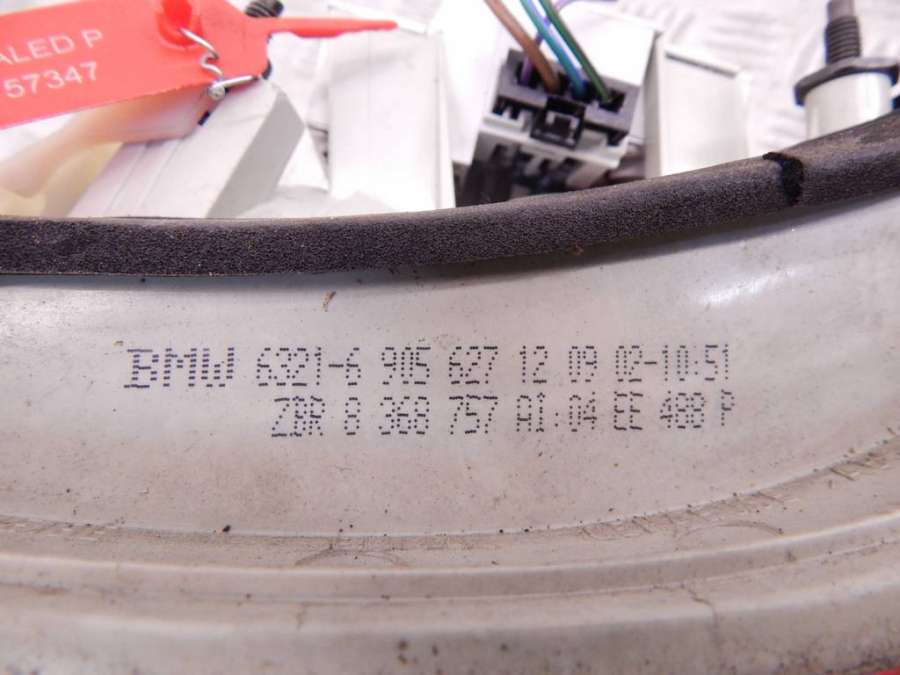 ALED P
57347
BMW 6321-6 905 627 12 09 02-10:51
ZBR 8 368 757 A1:04 EE 488 P